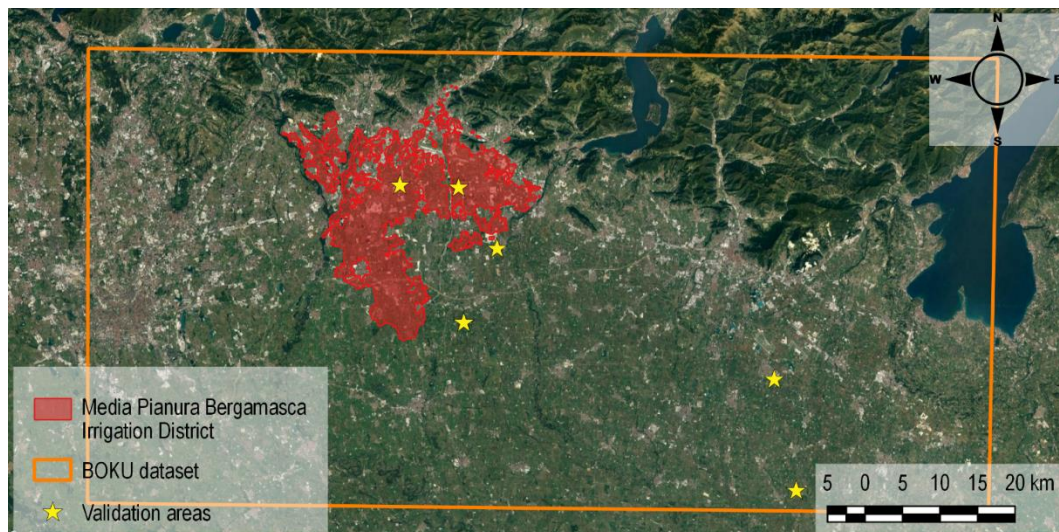 N
W E
S
Media Pianura Bergamasca
Irrigation District
BOKU dataset
Validation areas
5 0 5 10 15 20 km